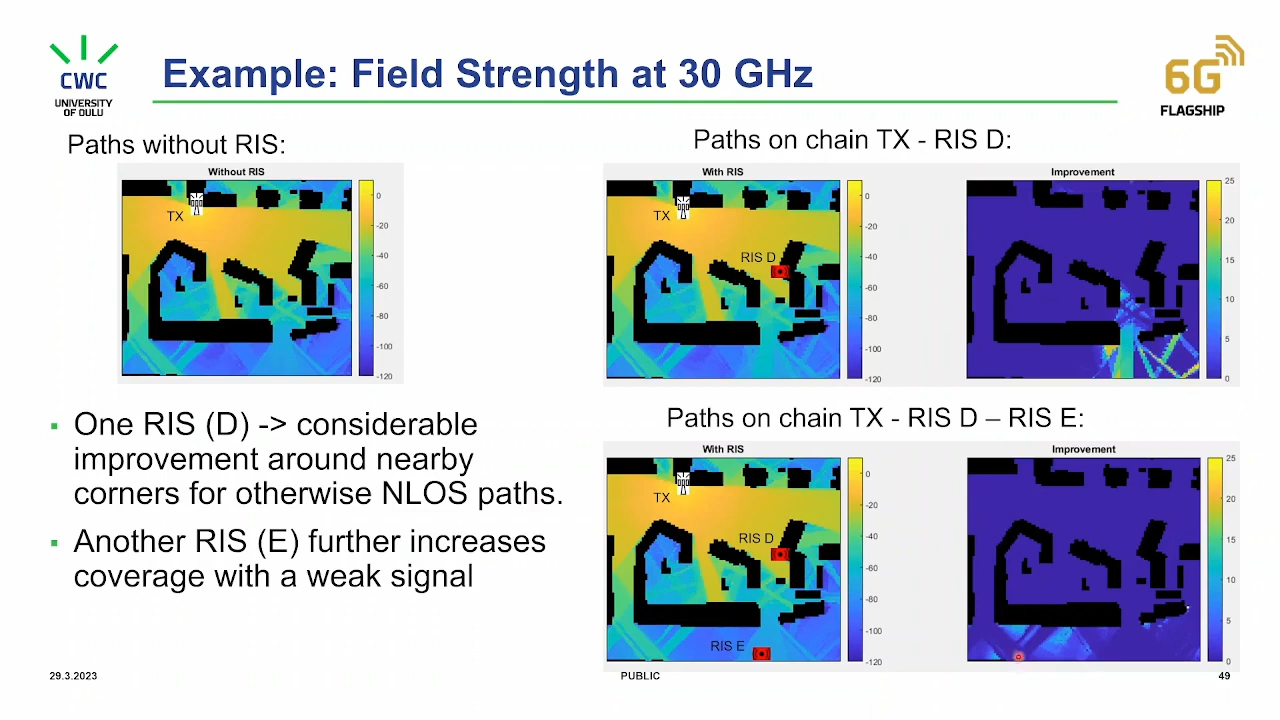 CWC
UNIVERSITY
OF OULU
Example: Field Strength at 30 GHz
6G
FLAGSHIP
Paths without RIS:
Without RIS
TX
0
-20
-40
-60
-80
-100
-120
Paths on chain TX - RIS D:
With RIS
TX
RIS D
0
-20
-40
-60
-80
-100
-120
Improvement
25
20
15
10
5
0
▪ One RIS (D) -> considerable
improvement around nearby
corners for otherwise NLOS paths.
▪ Another RIS (E) further increases
coverage with a weak signal
Paths on chain TX - RIS D – RIS E:
With RIS
TX
RIS D
RIS E
0
-20
-40
-60
-80
-100
-120
Improvement
25
20
15
10
5
0
29.3.2023
PUBLIC
49